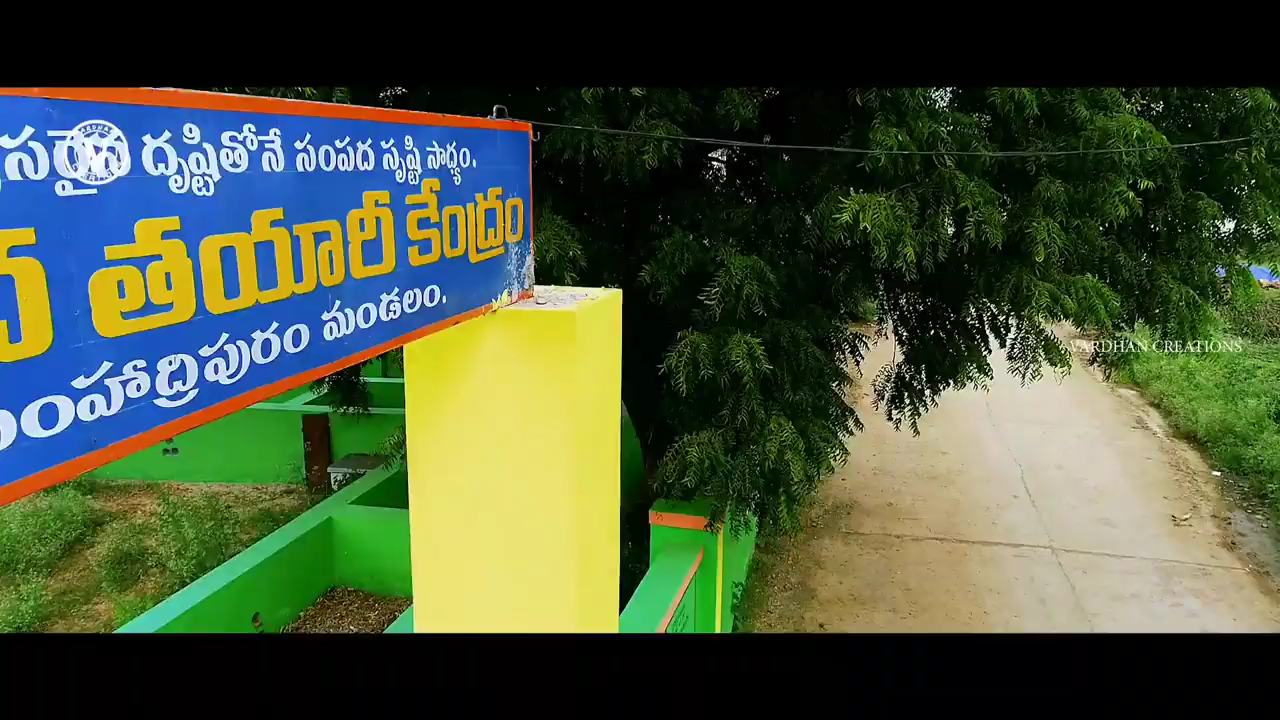 దృష్టితోనే సంపద సృష్టి సాధ్యం.
తయారీ కేంద్రం
సింహాద్రిపురం మండలం.
VARDHAN CREATIONS